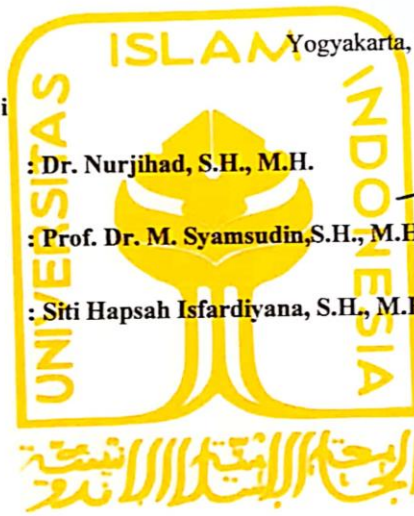 ISLAM
Yogyakarta,
UNIVERSITAS
INDONESIA
i
: Dr. Nurjihad, S.H., M.H.
: Prof. Dr. M. Syamsudin,S.H., M.H
: Siti Hapsah Isfardiyana, S.H., M.H